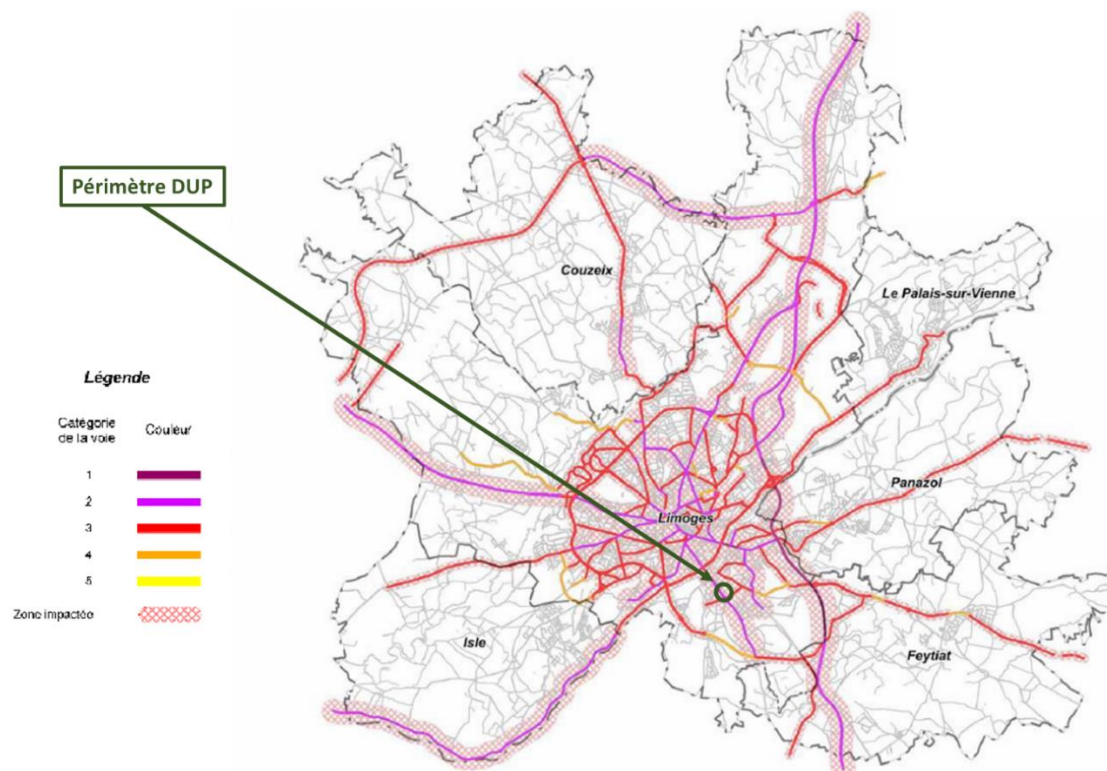 Périmètre DUP
Couzeix
Le Palais-sur-Vienne
Légende
Catégorie
de la voie
Couleur
1
2
3
4
5
Zone impactée
Panazol
Limoges
Isle
Feytiat